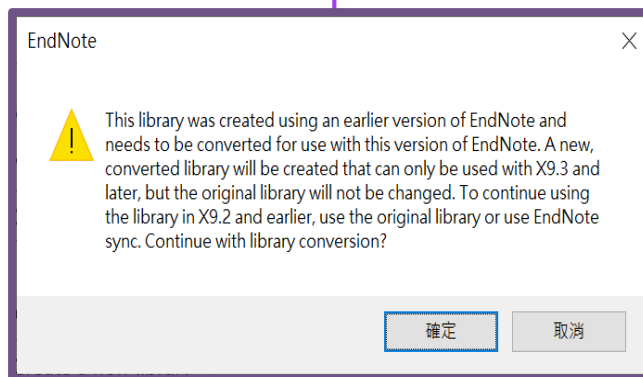 EndNote
This library was created using an earlier version of EndNote and
needs to be converted for use with this version of EndNote. A new,
converted library will be created that can only be used with X9.3 and
later, but the original library will not be changed. To continue using
the library in X9.2 and earlier, use the original library or use EndNote
sync. Continue with library conversion?
確定
取消